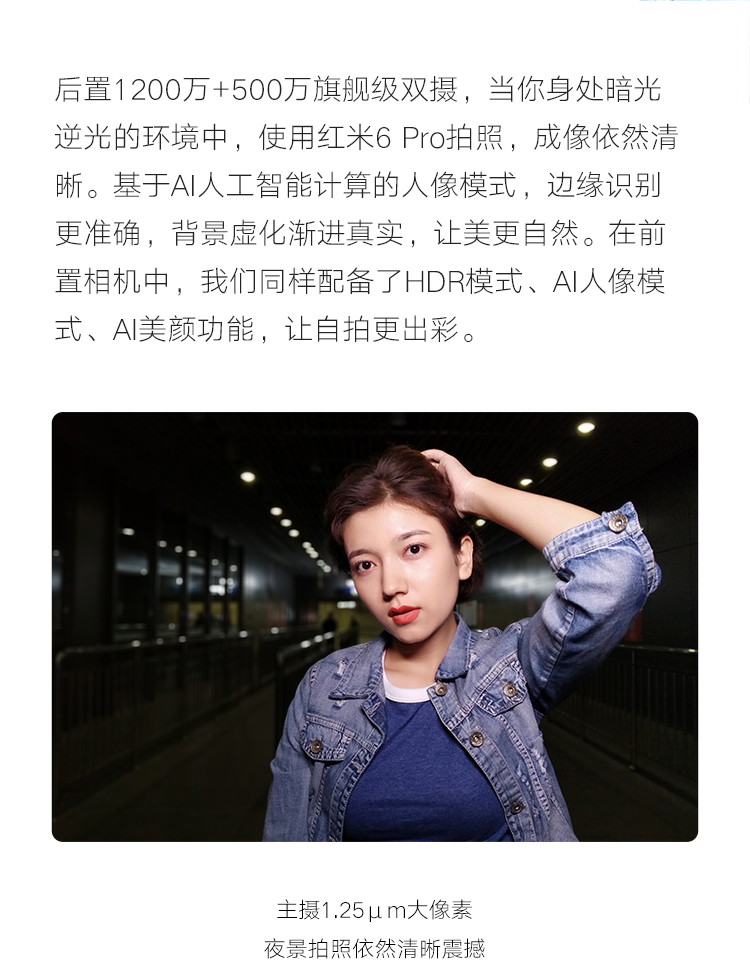 后置1200万+500万旗舰级双摄，当你身处暗光
逆光的环境中，使用红米6 Pro拍照，成像依然清
晰。基于AI人工智能计算的人像模式，边缘识别
更准确，背景虚化渐进真实，让美更自然。在前
置相机中，我们同样配备了HDR模式、AI人像模
式、AI美颜功能，让自拍更出彩。
主摄1.25μm大像素
夜景拍照依然清晰震撼